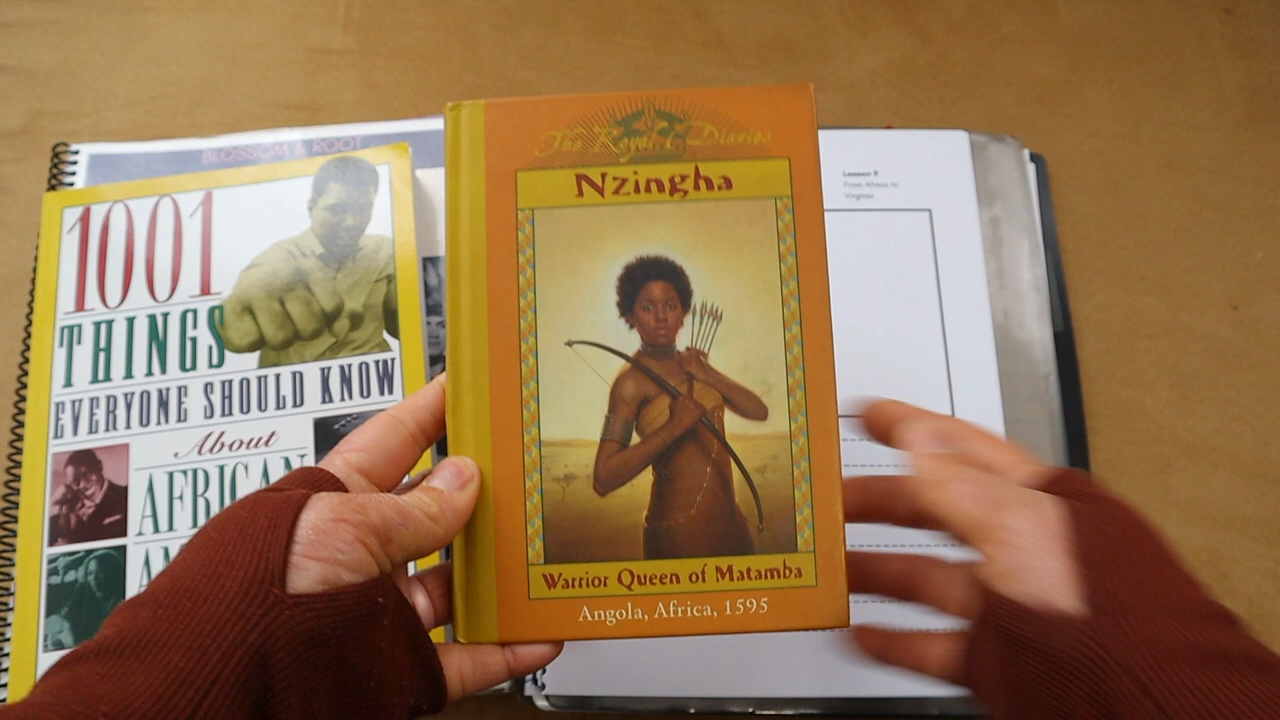 BLOSSOM & ROOT
1001
THINGS
EVERYONE SHOULD KNOW
About
AFRICAN
The Royal Diaries
Nzingha
Warrior Queen of Matamba
Angola, Africa, 1595
Lesson 9
From Africa to
Virginia